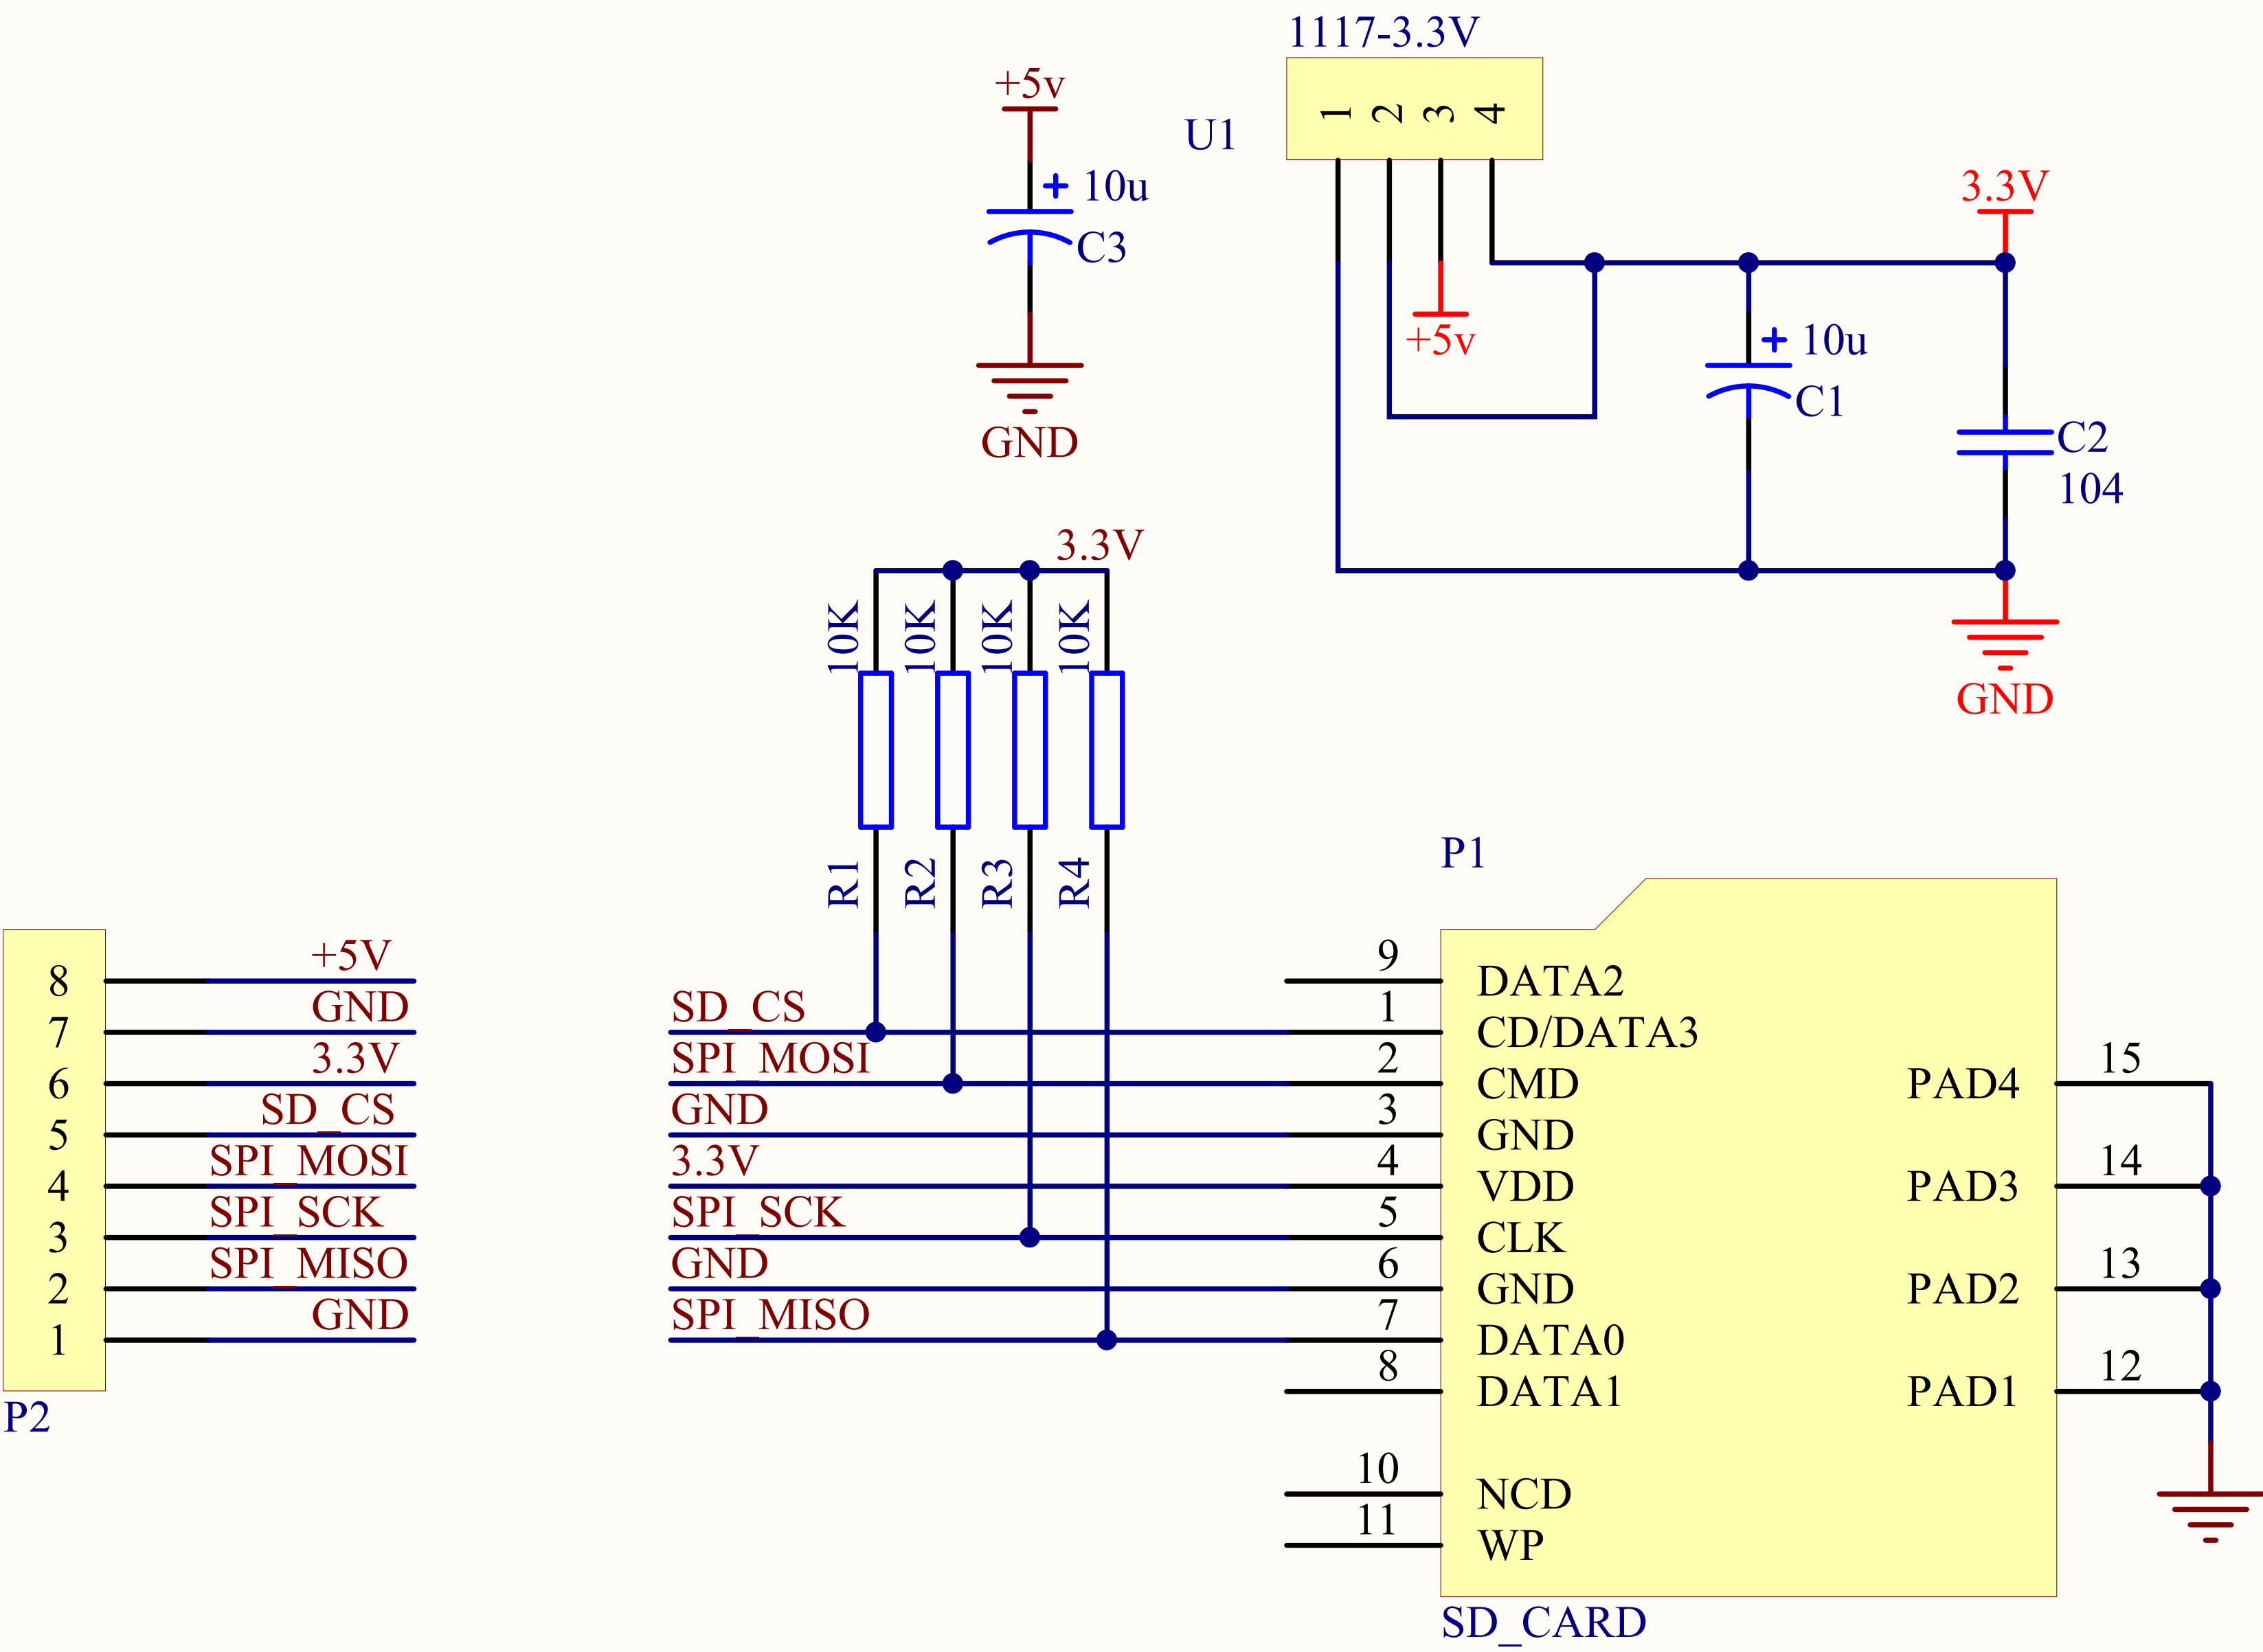 1117-3.3V
U1
1 2 3 4
+5v
+ 10u
C3
GND
+5v
3.3V
+ 10u
C1
C2
104
GND
3.3V
10K 10K 10K 10K
R1 R2 R3 R4
8 +5V
7 GND
6 3.3V
5 SD_CS
4 SPI_MOSI
3 SPI_SCK
2 SPI_MISO
1 GND
P2
P1
9 DATA2
SD_CS 1 CD/DATA3
SPI_MOSI 2 CMD
GND 3 GND
3.3V 4 VDD
SPI_SCK 5 CLK
GND 6 GND
SPI_MISO 7 DATA0
8 DATA1
10 NCD
11 WP
PAD4 15
PAD3 14
PAD2 13
PAD1 12
SD_CARD